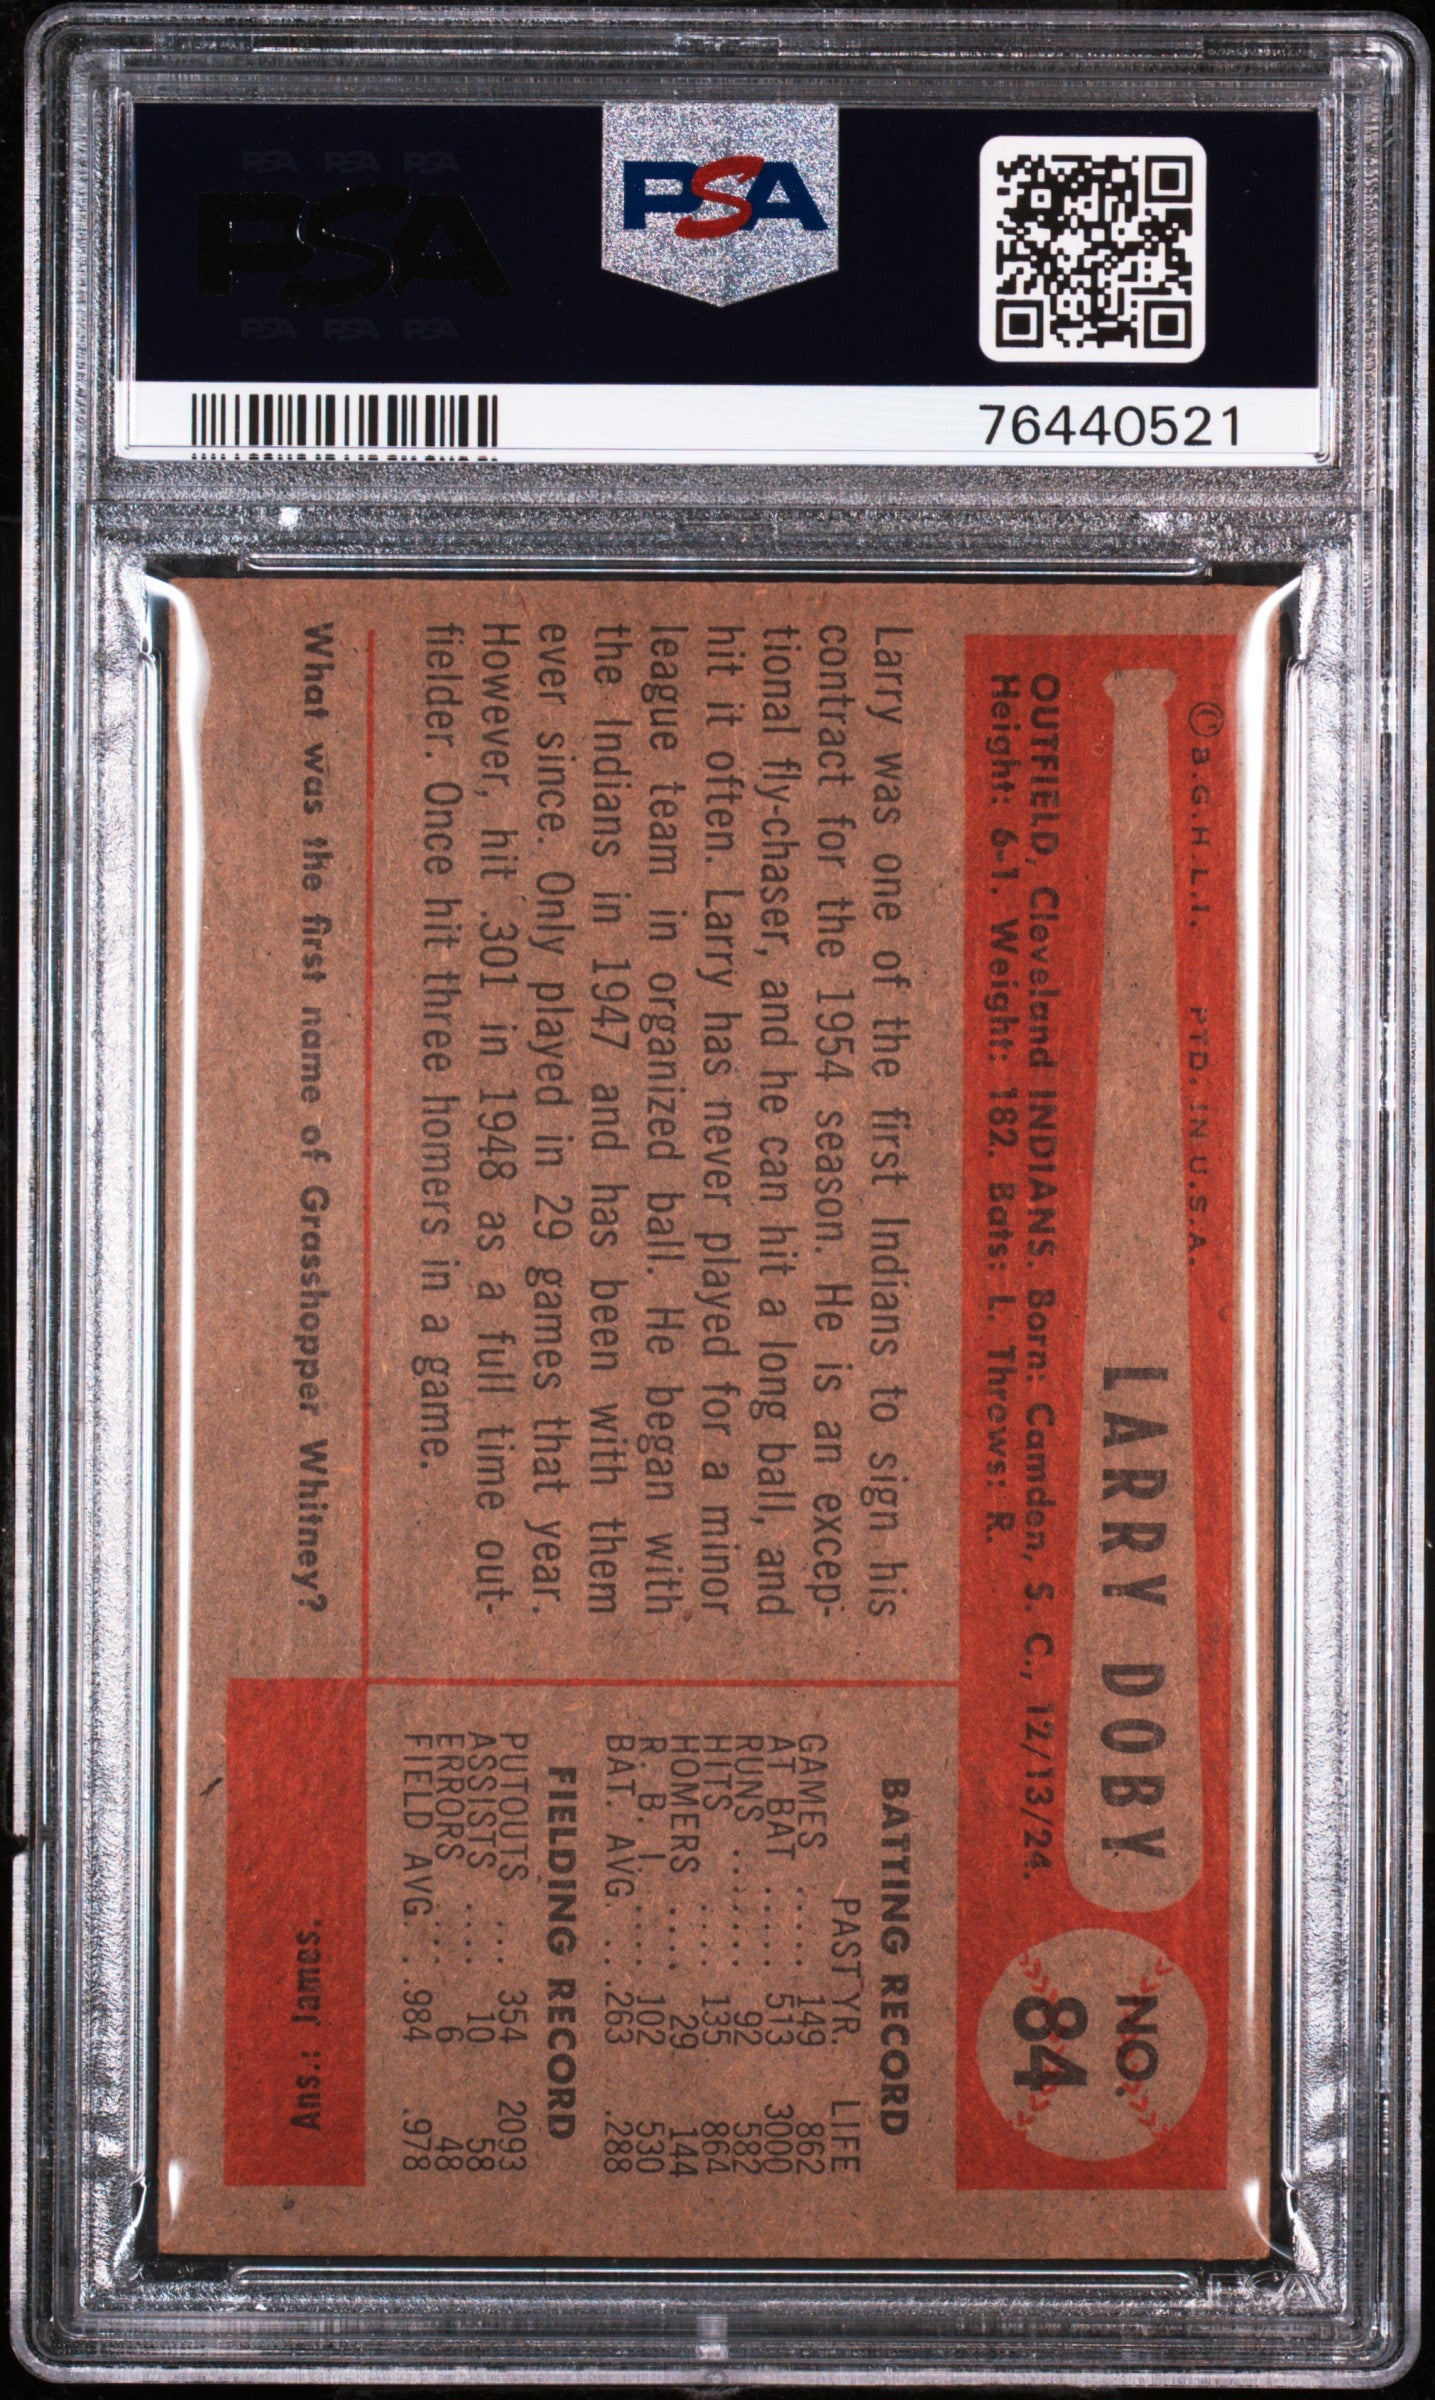 PSA PSA PSA
PSA
PSA PSA PSA
PSA
76440521
© B.G.H.L.I. PTD. IN U.S.A.
LARRY DOBY
NO.
84
OUTFIELD, Cleveland INDIANS. Born: Camden, S. C., 12/13/24.
Height: 6-1. Weight: 182. Bats: L. Throws: R.
Larry was one of the first Indians to sign his
contract for the 1954 season. He is an excep-
tional fly-chaser, and he can hit a long ball, and
hit it often. Larry has never played for a minor
league team in organized ball. He began with
the Indians in 1947 and has been with them
ever since. Only played in 29 games that year.
However, hit .301 in 1948 as a full time out-
fielder. Once hit three homers in a game.
BATTING RECORD
PAST YR. LIFE
GAMES ..... 149 862
AT BAT ..... 513 3000
RUNS ....... 92 582
HITS ..... 135 864
HOMERS .... 29 144
R. B. I. .... 102 530
BAT. AVG. ... .263 .288
FIELDING RECORD
PUTOUTS ... 354 2093
ASSISTS .... 10 58
ERRORS .... 6 48
FIELD AVG. . .984 .978
What was the first name of Grasshopper Whitney?
Ans.: James.
PSA